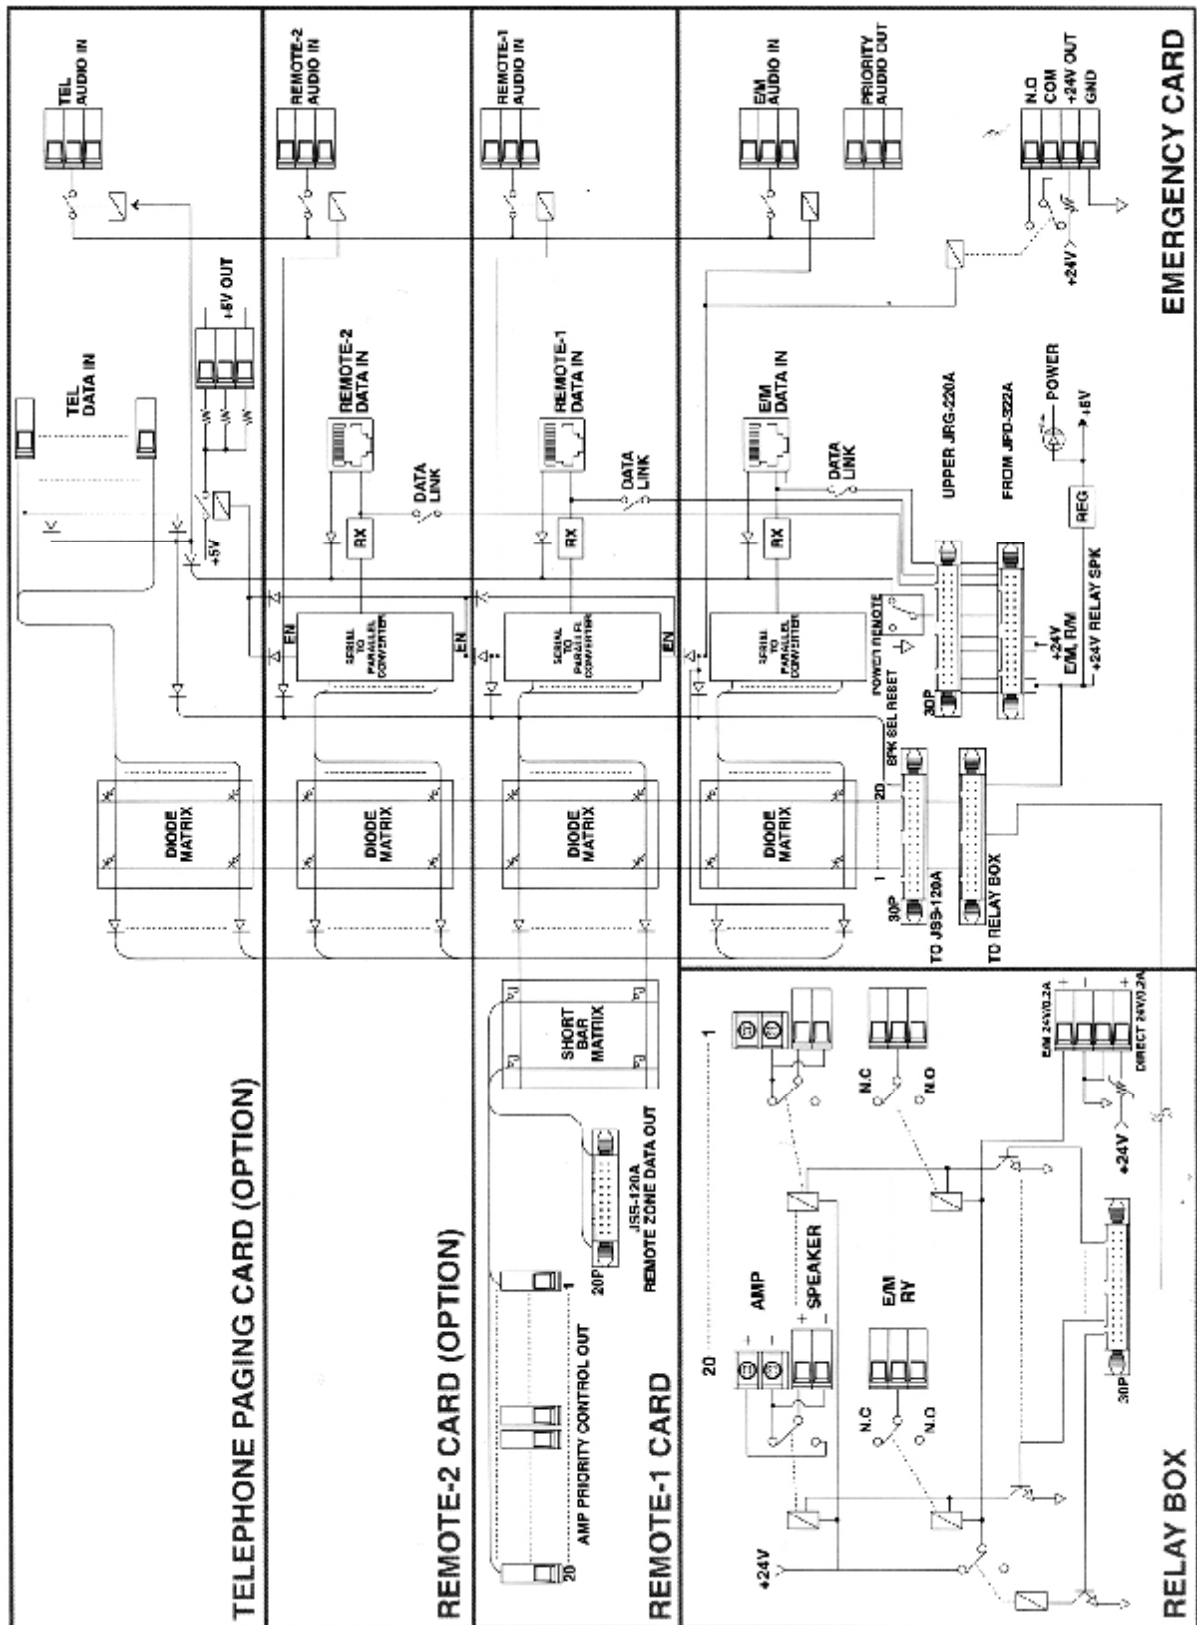 TELEPHONE PAGING CARD (OPTION)
TEL
AUDIO IN
TEL
DATA IN
+5V OUT
+5V
DIODE
MATRIX
REMOTE-2 CARD (OPTION)
REMOTE-2
AUDIO IN
REMOTE-2
DATA IN
DATA
LINK
RX
SERIAL
TO
PARALLEL
CONVERTER
EN
EN
DIODE
MATRIX
REMOTE-1 CARD
REMOTE-1
AUDIO IN
REMOTE-1
DATA IN
DATA
LINK
RX
SERIAL
TO
PARALLEL
CONVERTER
EN
DIODE
MATRIX
SHORT
BAR
MATRIX
20P
JSS-120A
REMOTE ZONE DATA OUT
1
20
AMP PRIORITY CONTROL OUT
EMERGENCY CARD
E/M
AUDIO IN
PRIORITY
AUDIO OUT
N.O
COM
+24V OUT
GND
+24V
E/M
DATA IN
DATA
LINK
RX
SERIAL
TO
PARALLEL
CONVERTER
DIODE
MATRIX
POWER REMOTE
SPK SEL RESET
UPPER JRG-220A
FROM JPD-322A
30P
POWER
+5V
REG
+24V
E/M, R/M
+24V RELAY SPK
1
20
30P
TO JSS-120A
TO RELAY BOX
RELAY BOX
20
1
AMP
+
-
SPEAKER
+
-
E/M
RY
N.C
N.O
N.C
N.O
+24V
30P
E/M 24V/0.2A
+
-
+
DIRECT 24V/0.2A
+24V